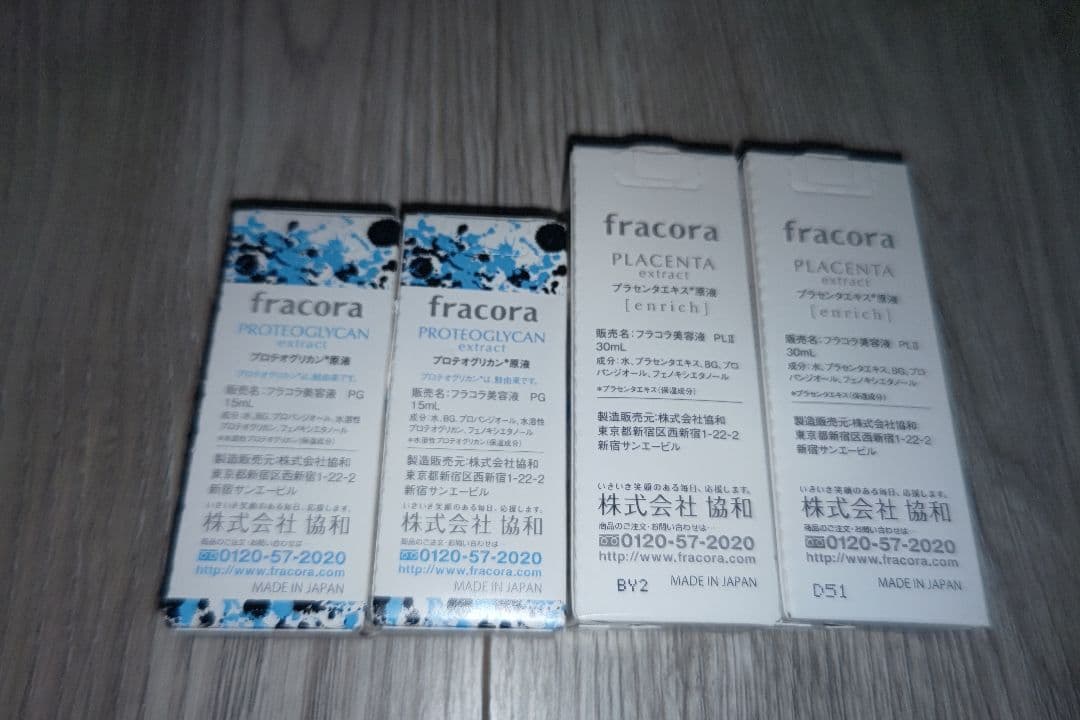 fracora
PROTEOGLYCAN
extract
プロテオグリカン*原液
プロテオグリカン*は、鮭由来です。
販売名:フラコラ美容液 PG
15mL
成分:水、BG、プロパンジオール、水溶性
プロテオグリカン、フェノキシエタノール
*水溶性プロテオグリカン(保湿成分)
製造販売元:株式会社協和
東京都新宿区西新宿1-22-2
新宿サンエービル
いきいき笑顔のある毎日、応援します。
株式会社 協和
商品のご注文・お問い合わせは
0120-57-2020
http://www.fracora.com
MADE IN JAPAN
fracora
PROTEOGLYCAN
extract
プロテオグリカン*原液
プロテオグリカン*は、鮭由来です。
販売名:フラコラ美容液 PG
15mL
成分:水、BG、プロパンジオール、水溶性
プロテオグリカン、フェノキシエタノール
*水溶性プロテオグリカン(保湿成分)
製造販売元:株式会社協和
東京都新宿区西新宿1-22-2
新宿サンエービル
いきいき笑顔のある毎日、応援します。
株式会社 協和
商品のご注文・お問い合わせは
0120-57-2020
http://www.fracora.com
MADE IN JAPAN
fracora
PLACENTA
extract
プラセンタエキス*原液
[enrich]
販売名:フラコラ美容液 PLⅡ
30mL
成分:水、プラセンタエキス、BG、プロ
パンジオール、フェノキシエタノール
*プラセンタエキス(保湿成分)
製造販売元:株式会社協和
東京都新宿区西新宿1-22-2
新宿サンエービル
いきいき笑顔のある毎日、応援します。
株式会社 協和
商品のご注文・お問い合わせは…
0120-57-2020
http://www.fracora.com
BY2 MADE IN JAPAN
fracora
PLACENTA
extract
プラセンタエキス*原液
[enrich]
販売名:フラコラ美容液 PLⅡ
30mL
成分:水、プラセンタエキス、BG、プロ
パンジオール、フェノキシエタノール
*プラセンタエキス(保湿成分)
製造販売元:株式会社協和
東京都新宿区西新宿1-22-2
新宿サンエービル
いきいき笑顔のある毎日、応援します。
株式会社 協和
商品のご注文・お問い合わせは…
0120-57-2020
http://www.fracora.com
D51 MADE IN JAPAN